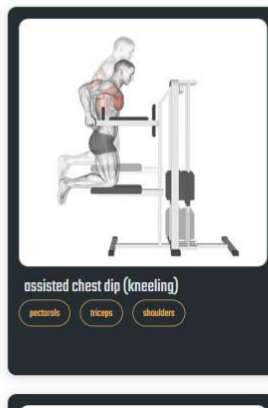 assisted chest dip (kneeling)
pectorals triceps shoulders